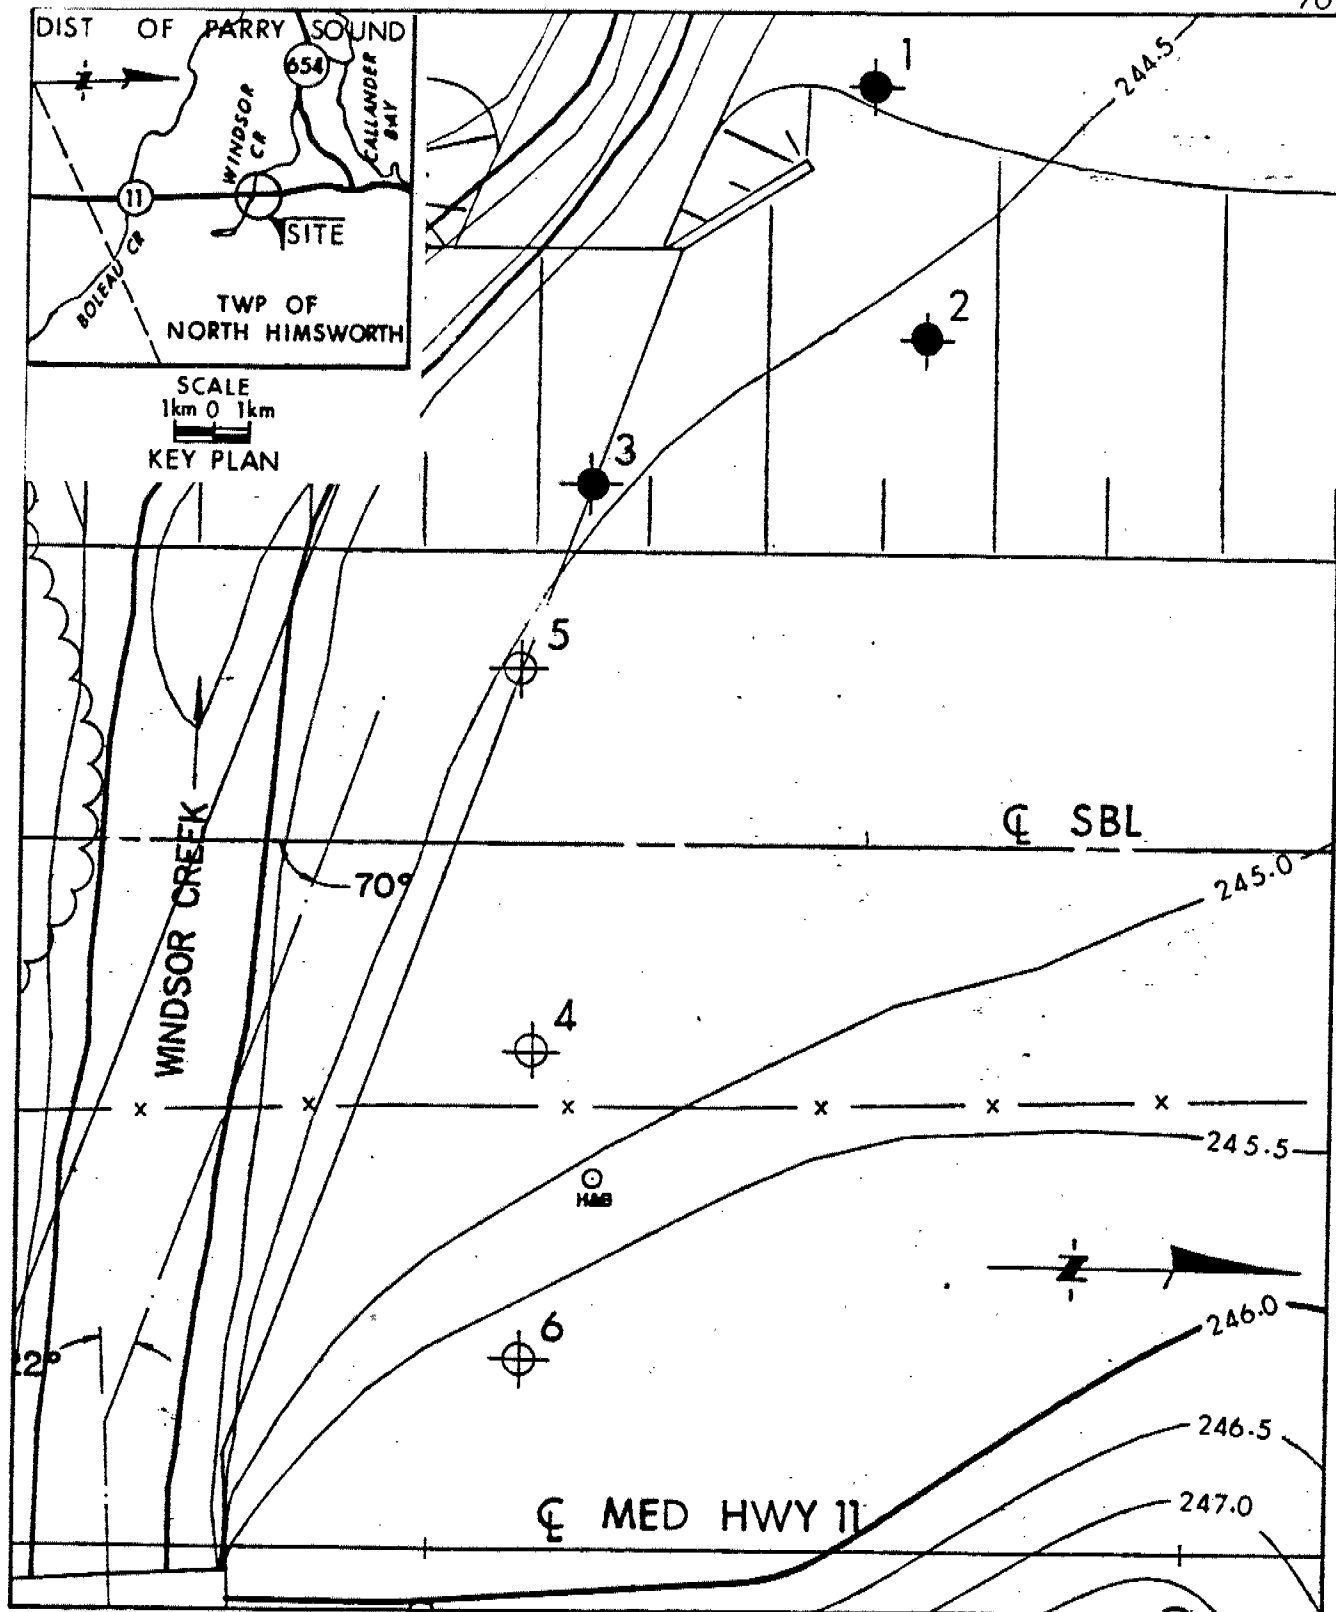 DIST OF PARRY SOUND
654
CALLANDER
BAY
WINDSOR
CR
N
11
SITE
BOLEAU CR
TWP OF
NORTH HIMSWORTH
SCALE
1km 0 1km
KEY PLAN
1
244.5
2
3
5
℄ SBL
70°
245.0
WINDSOR CREEK
4
x x x x x x
245.5
H&B
N
246.0
6
246.5
247.0
℄ MED HWY 11